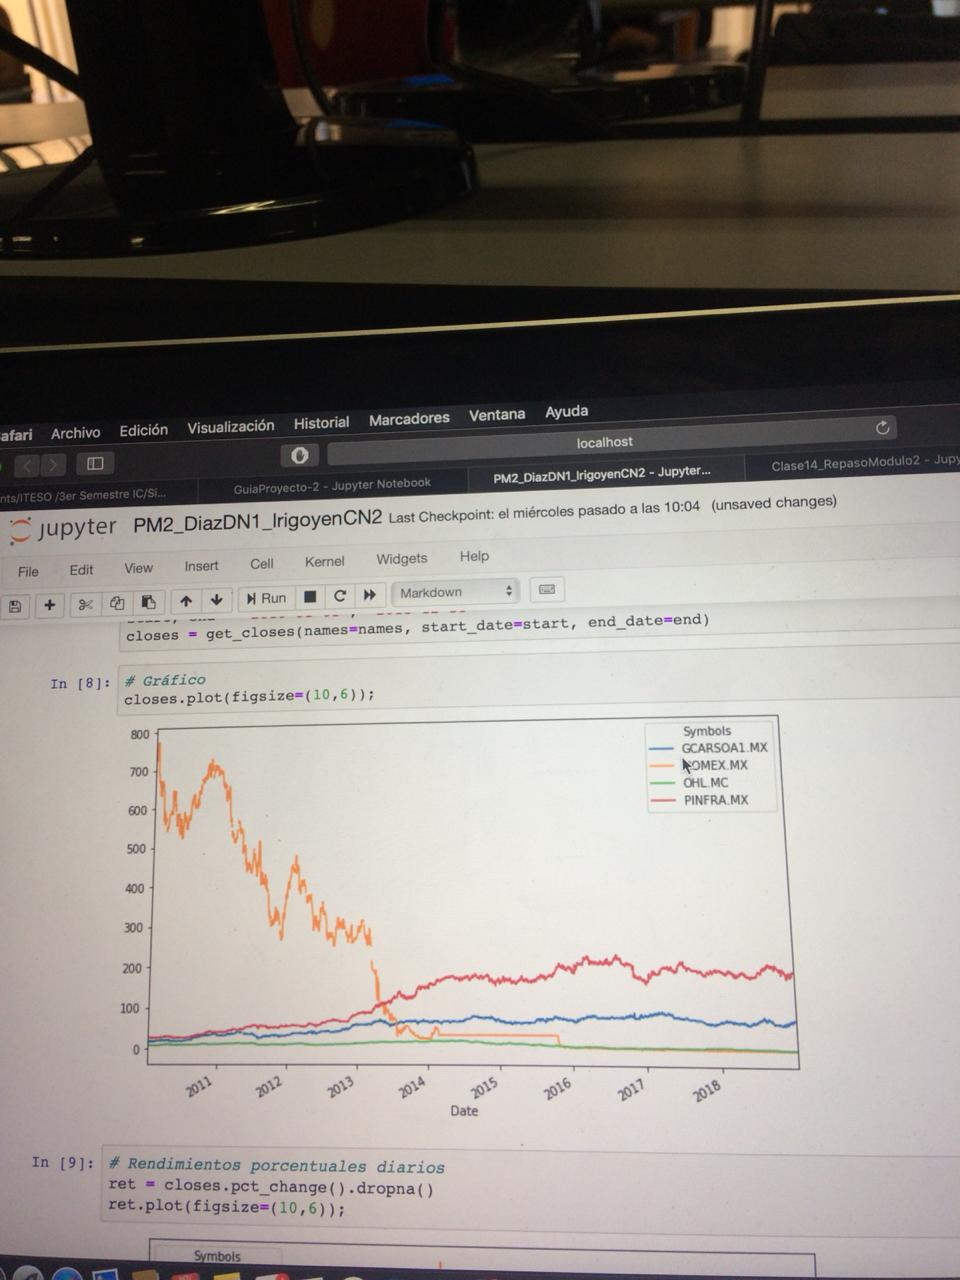 afari Archivo Edición Visualización Historial Marcadores Ventana Ayuda
localhost
nts/ITESO /3er Semestre IC/Si...
GuiaProyecto-2 - Jupyter Notebook
PM2_DiazDN1_IrigoyenCN2 - Jupyter...
Clase14_RepasoModulo2 - Jupy
jupyter PM2_DiazDN1_IrigoyenCN2 Last Checkpoint: el miércoles pasado a las 10:04 (unsaved changes)
File Edit View Insert Cell Kernel Widgets Help
Run
Markdown
closes = get_closes(names=names, start_date=start, end_date=end)
In [8]:
# Gráfico
closes.plot(figsize=(10,6));
Symbols
GCARSOA1.MX
OMEX.MX
OHL.MC
PINFRA.MX
800
700
600
500
400
300
200
100
0
2011
2012
2013
2014
2015
2016
2017
2018
Date
In [9]:
# Rendimientos porcentuales diarios
ret = closes.pct_change().dropna()
ret.plot(figsize=(10,6));
Symbols